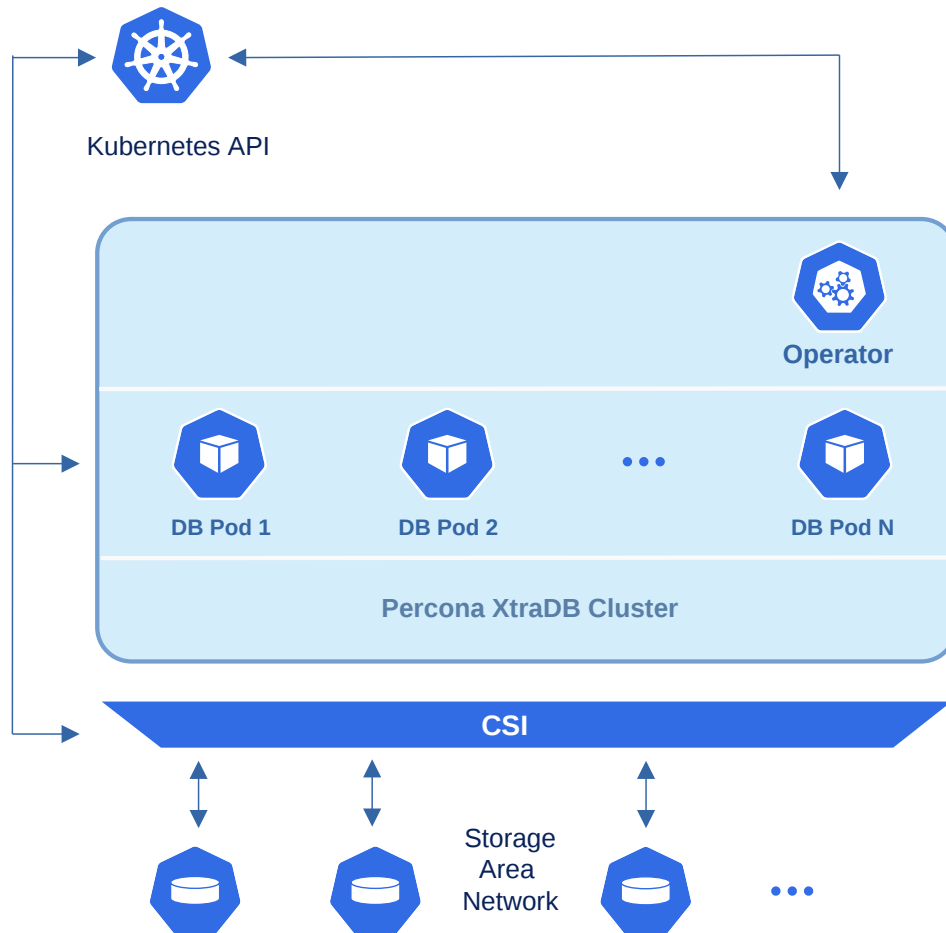 Kubernetes API
Operator
DB Pod 1
DB Pod 2
DB Pod N
Percona XtraDB Cluster
CSI
Storage
Area
Network